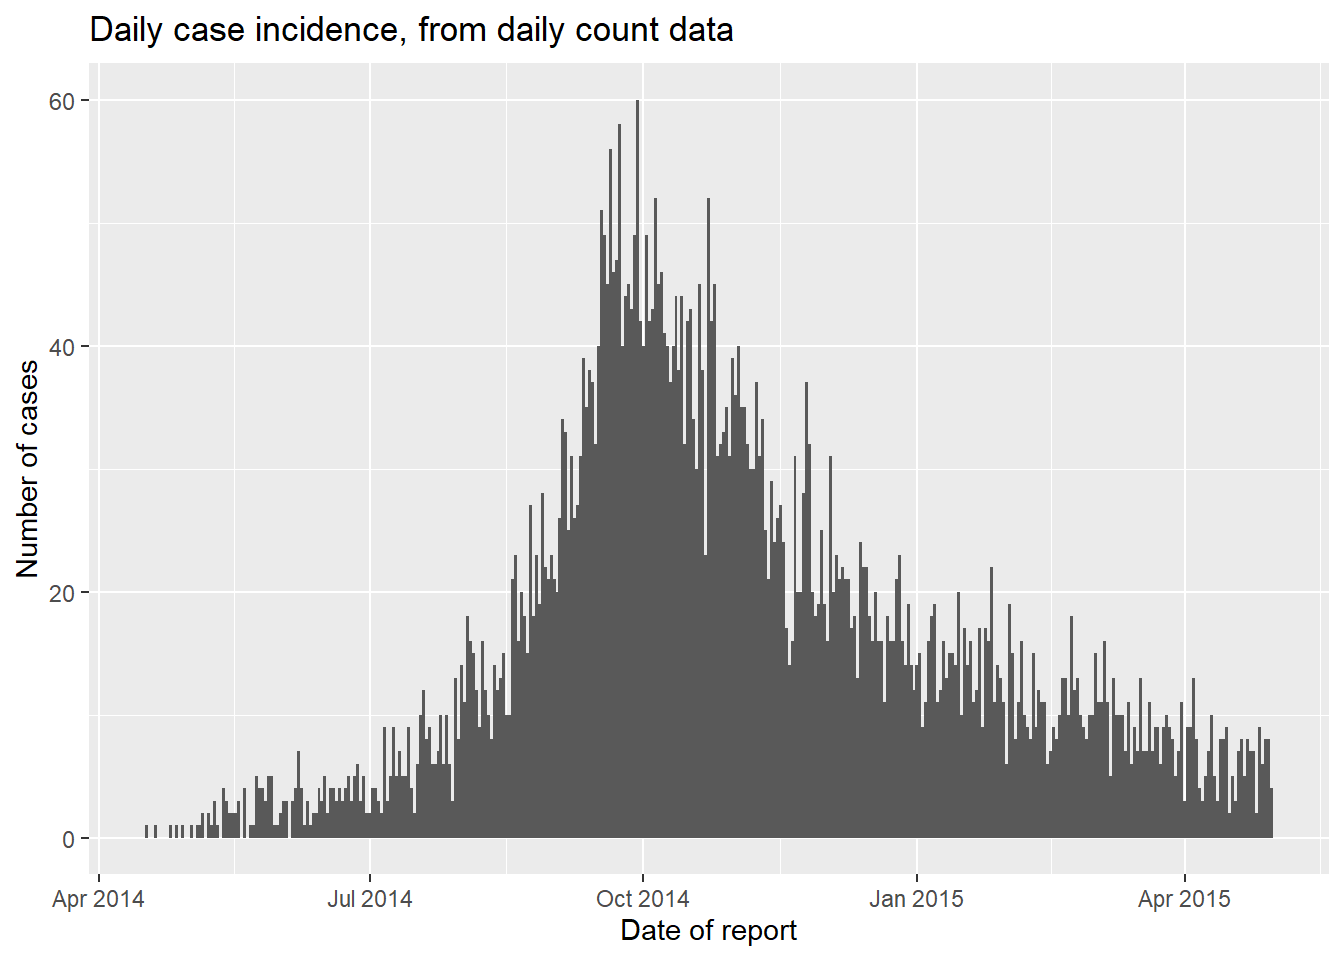 Daily case incidence, from daily count data
60
40
20
0
Number of cases
Apr 2014 Jul 2014 Oct 2014 Jan 2015 Apr 2015
Date of report